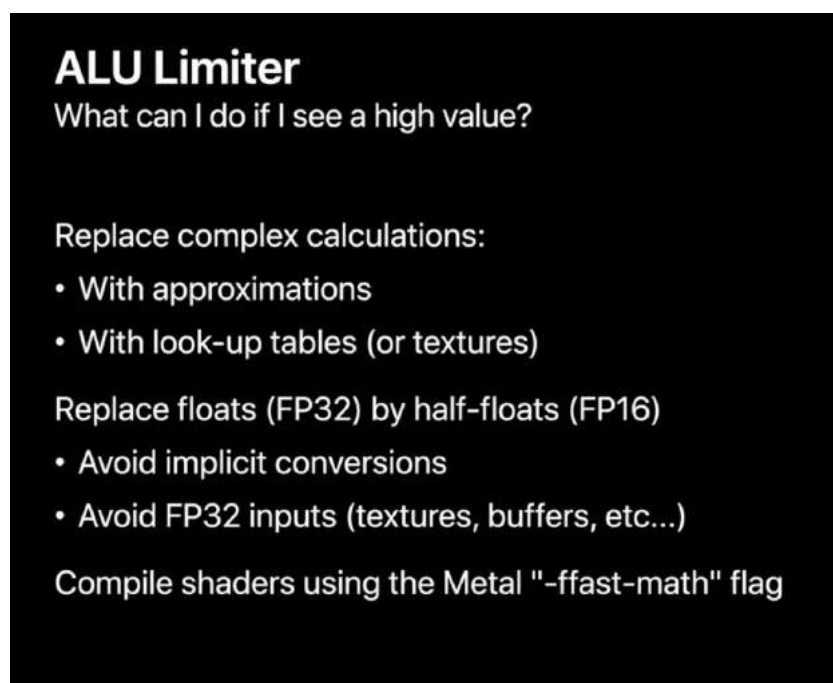 ALU Limiter
What can I do if I see a high value?
Replace complex calculations:
• With approximations
• With look-up tables (or textures)
Replace floats (FP32) by half-floats (FP16)
• Avoid implicit conversions
• Avoid FP32 inputs (textures, buffers, etc...)
Compile shaders using the Metal "-ffast-math" flag